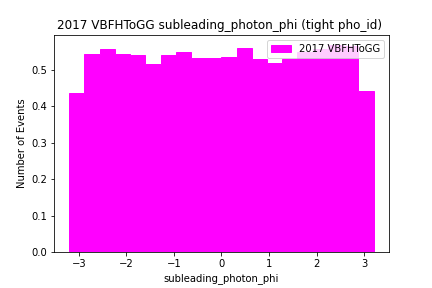 2017 VBFHToGG subleading_photon_phi (tight pho_id)
2017 VBFHToGG
Number of Events
0.5
0.4
0.3
0.2
0.1
0.0
−3 −2 −1 0 1 2 3
subleading_photon_phi